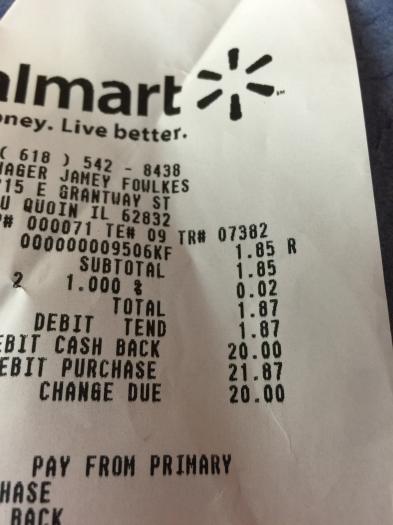 almart
oney. Live better.
( 618 ) 542 - 8438
AGER JAMEY FOWLKES
15 E GRANTWAY ST
U QUOIN IL 62832
# 000071 TE# 09 TR# 07382
000000009506KF 1.85 R
SUBTOTAL 1.85
2 1.000 % 0.02
TOTAL 1.87
DEBIT TEND 1.87
EBIT CASH BACK 20.00
EBIT PURCHASE 21.87
CHANGE DUE 20.00
PAY FROM PRIMARY
HASE
BACK